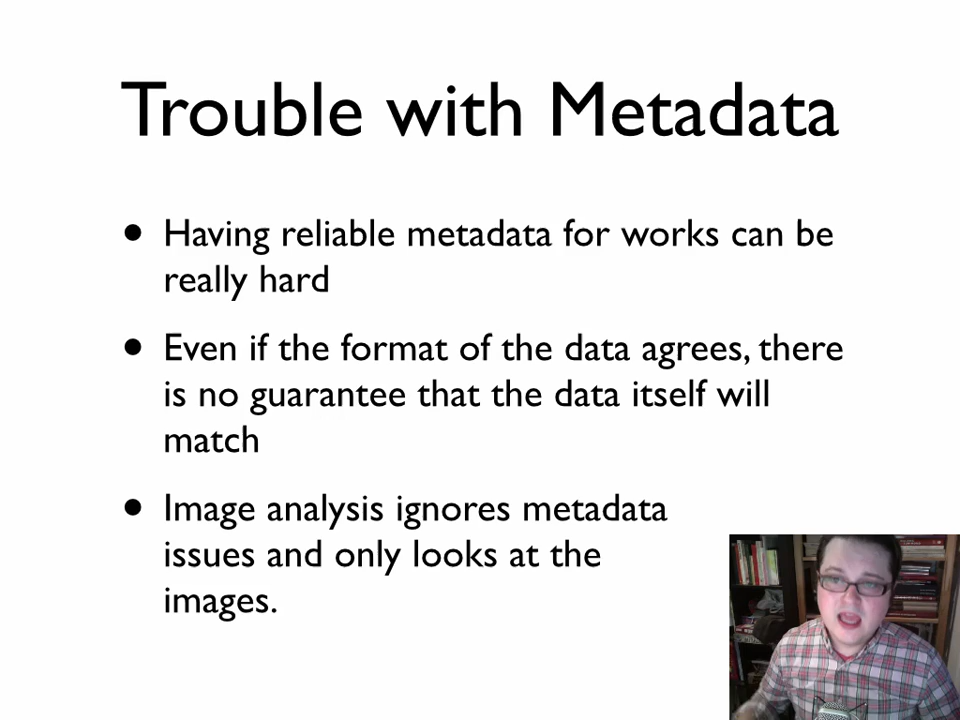 Trouble with Metadata
• Having reliable metadata for works can be
really hard
• Even if the format of the data agrees, there
is no guarantee that the data itself will
match
• Image analysis ignores metadata
issues and only looks at the
images.